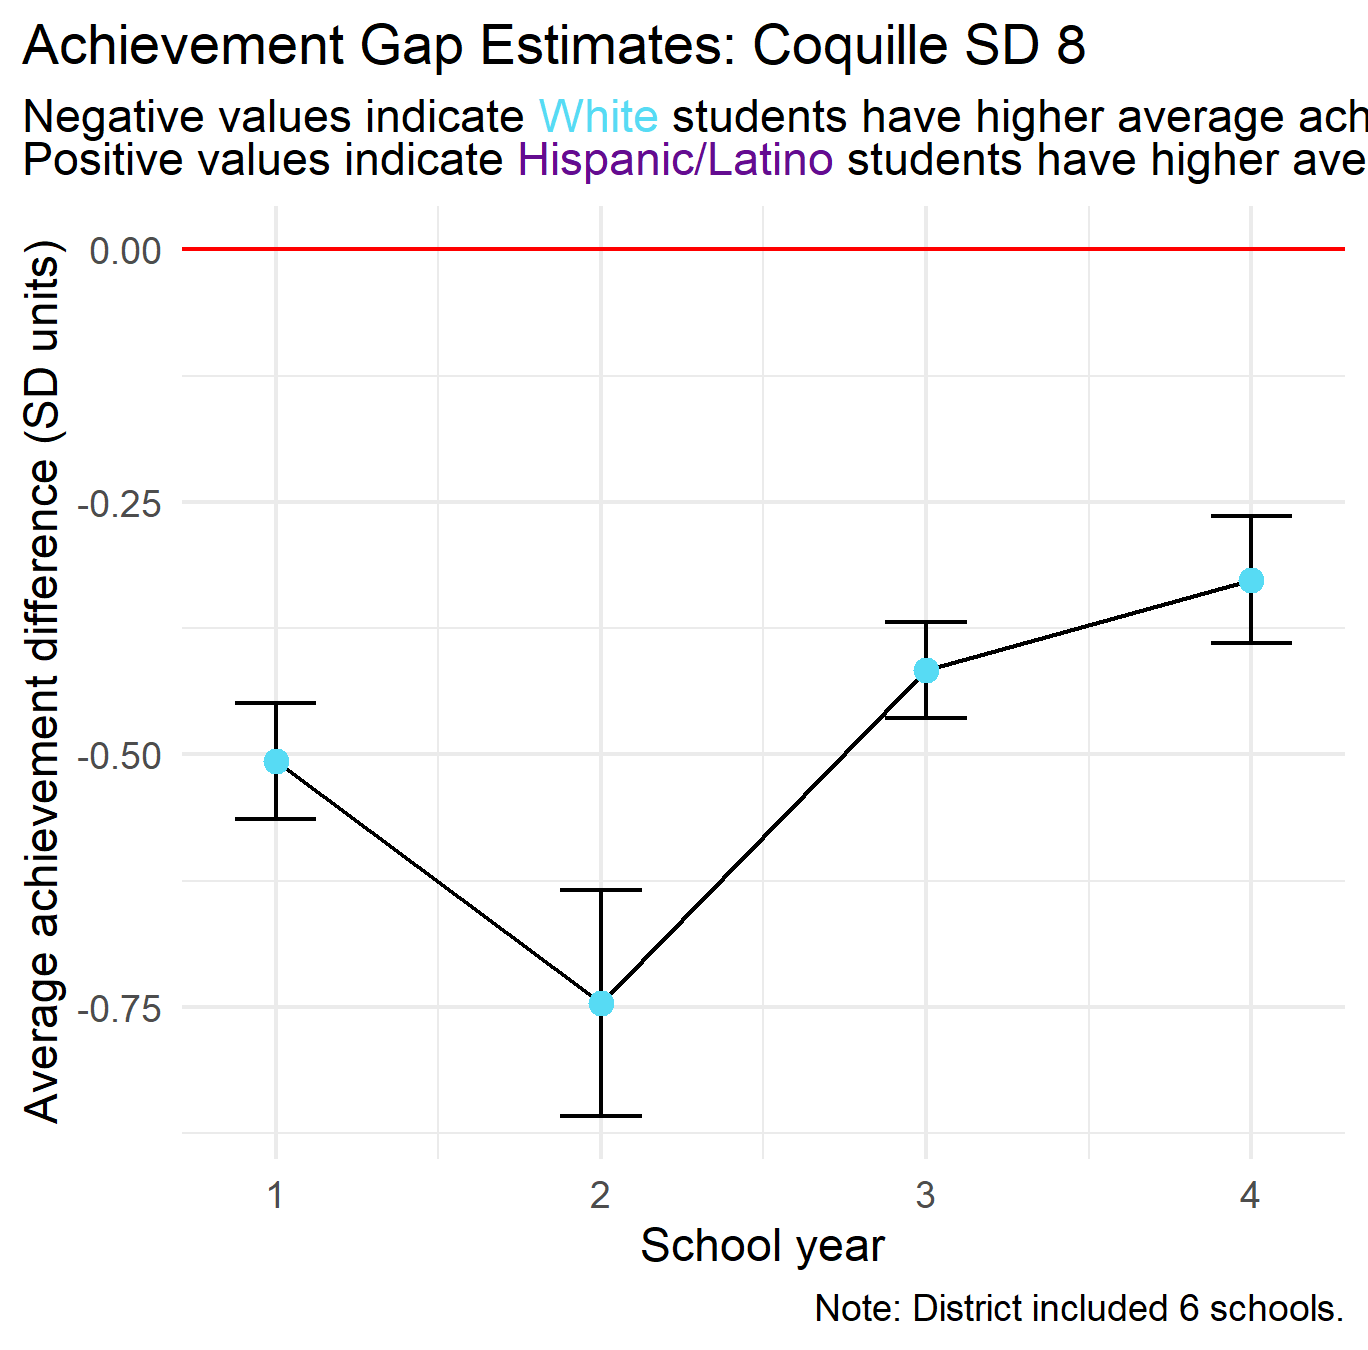 Achievement Gap Estimates: Coquille SD 8
Negative values indicate White students have higher average ach
Positive values indicate Hispanic/Latino students have higher ave
Average achievement difference (SD units)
0.00
-0.25
-0.50
-0.75
1 2 3 4
School year
Note: District included 6 schools.